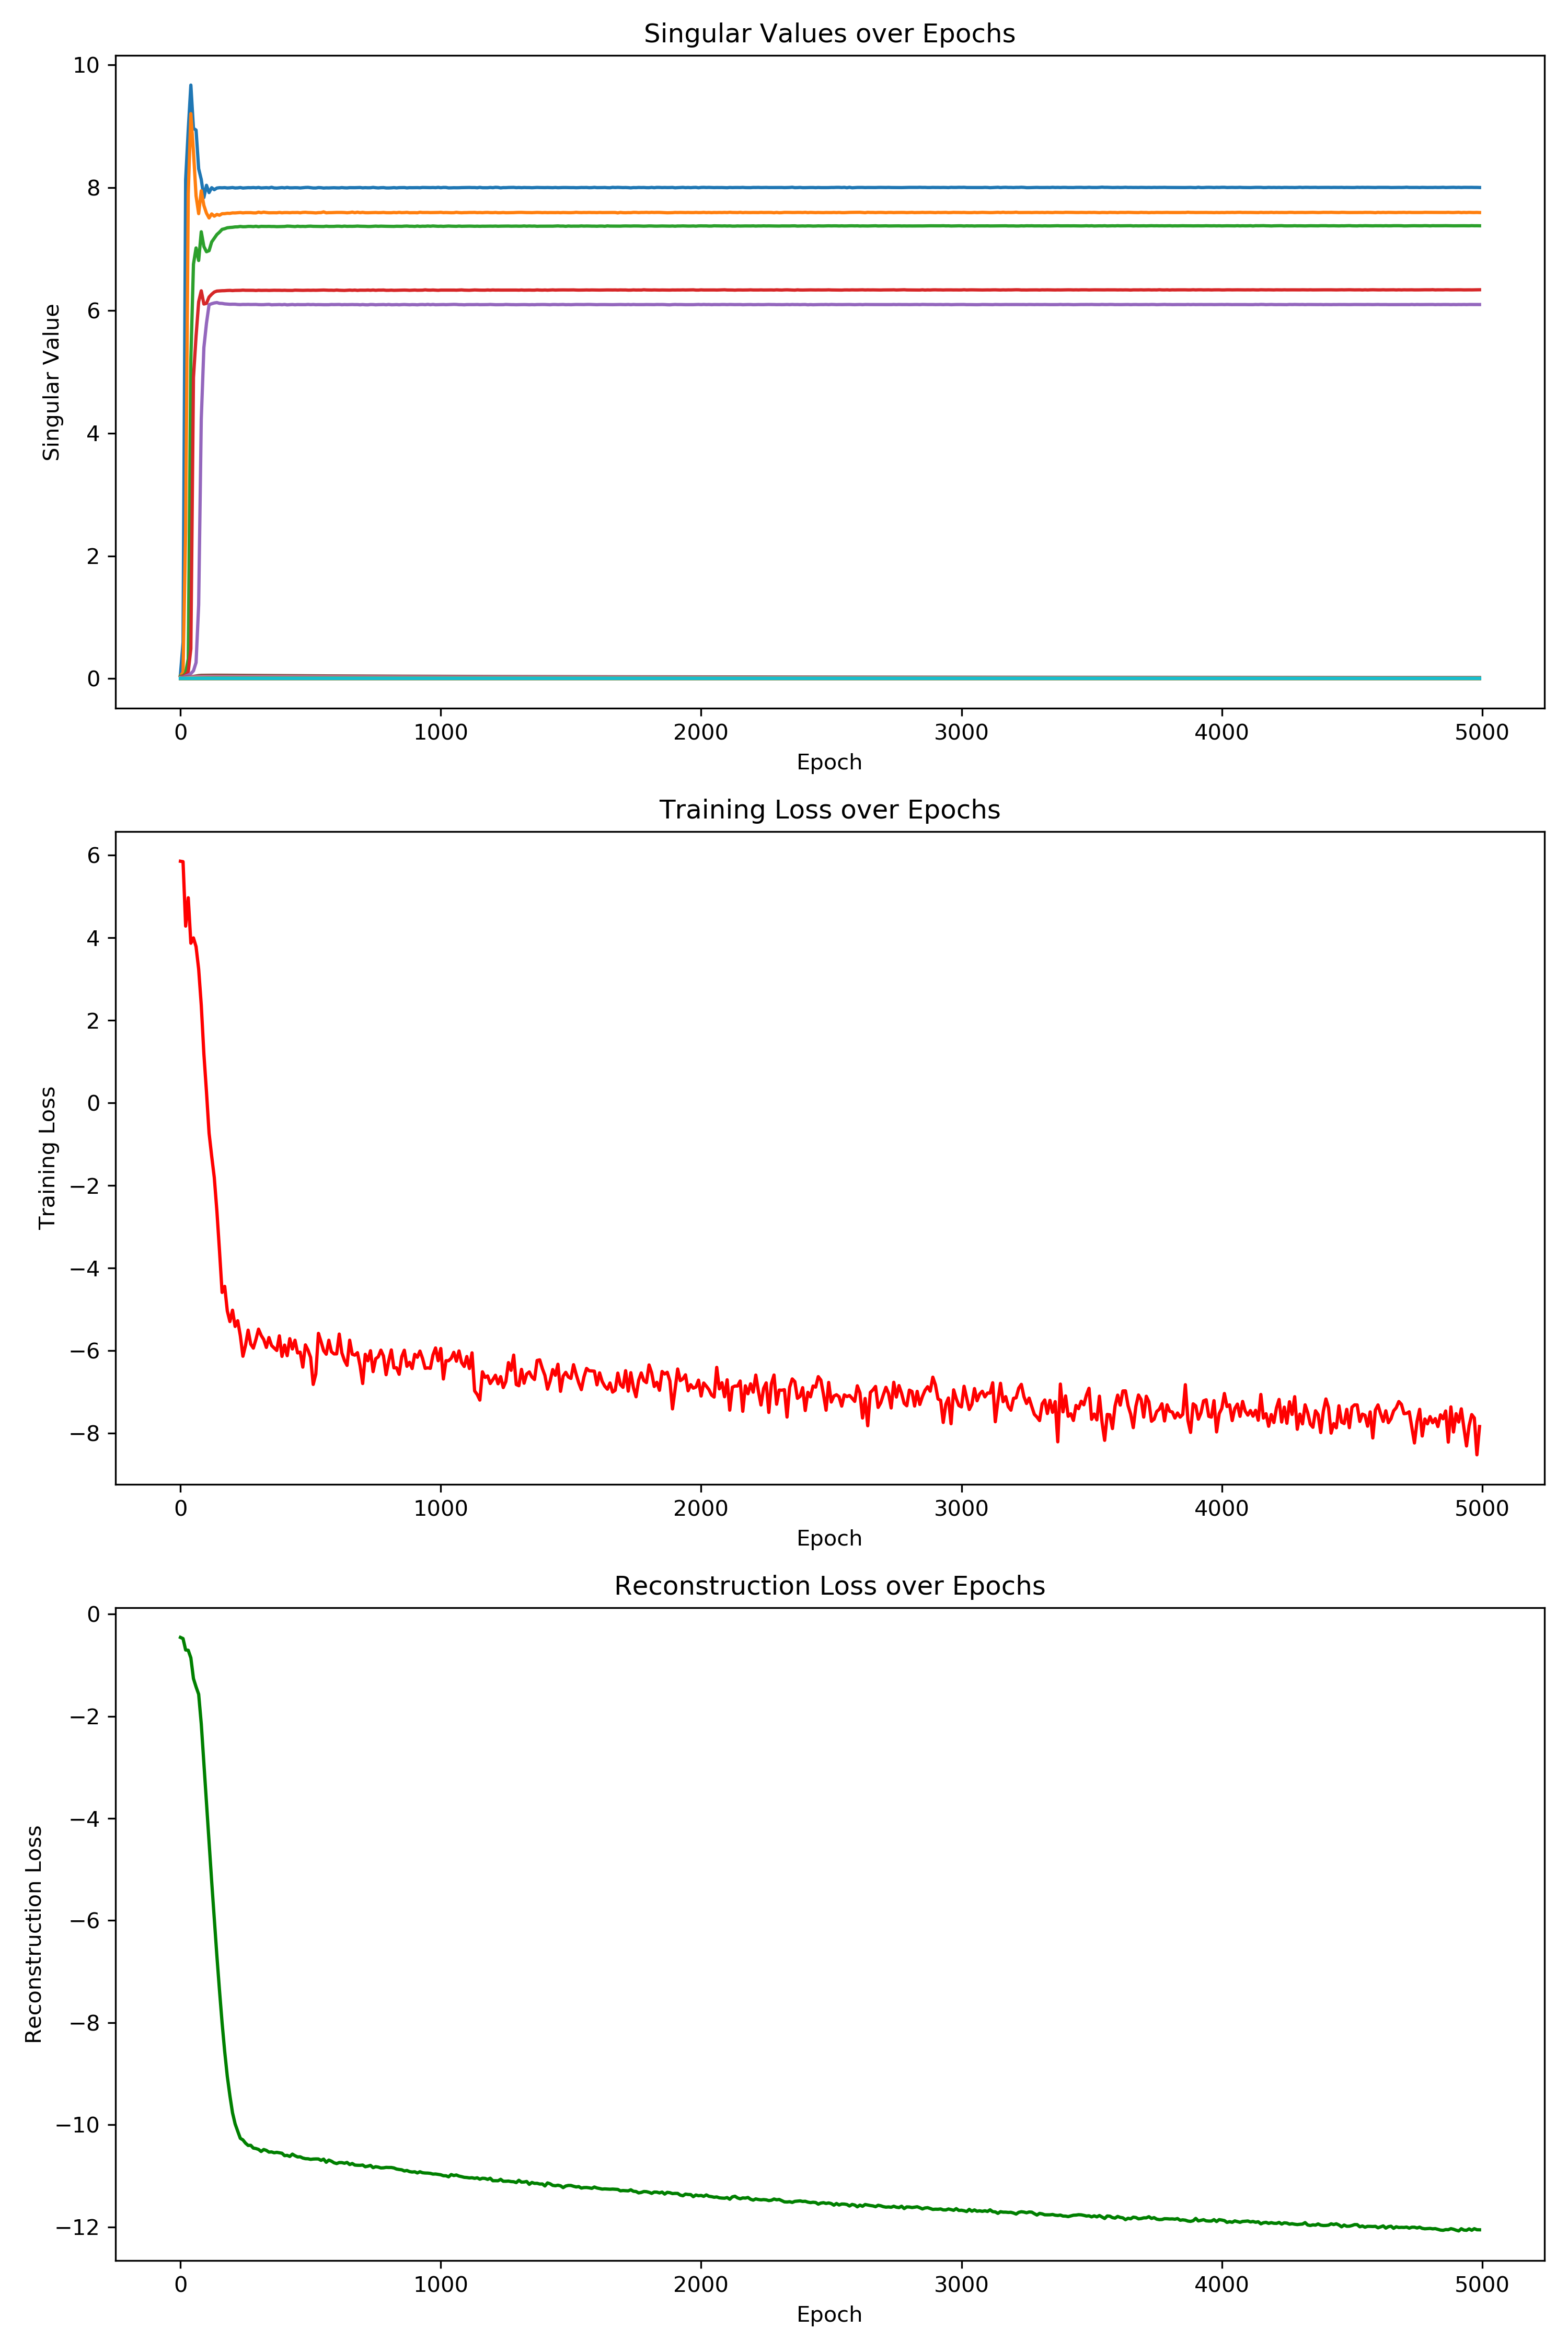 Singular Values over Epochs
10
8
6
4
2
0
Singular Value
0 1000 2000 3000 4000 5000
Epoch
Training Loss over Epochs
6
4
2
0
−2
−4
−6
−8
Training Loss
0 1000 2000 3000 4000 5000
Epoch
Reconstruction Loss over Epochs
0
−2
−4
−6
−8
−10
−12
Reconstruction Loss
0 1000 2000 3000 4000 5000
Epoch